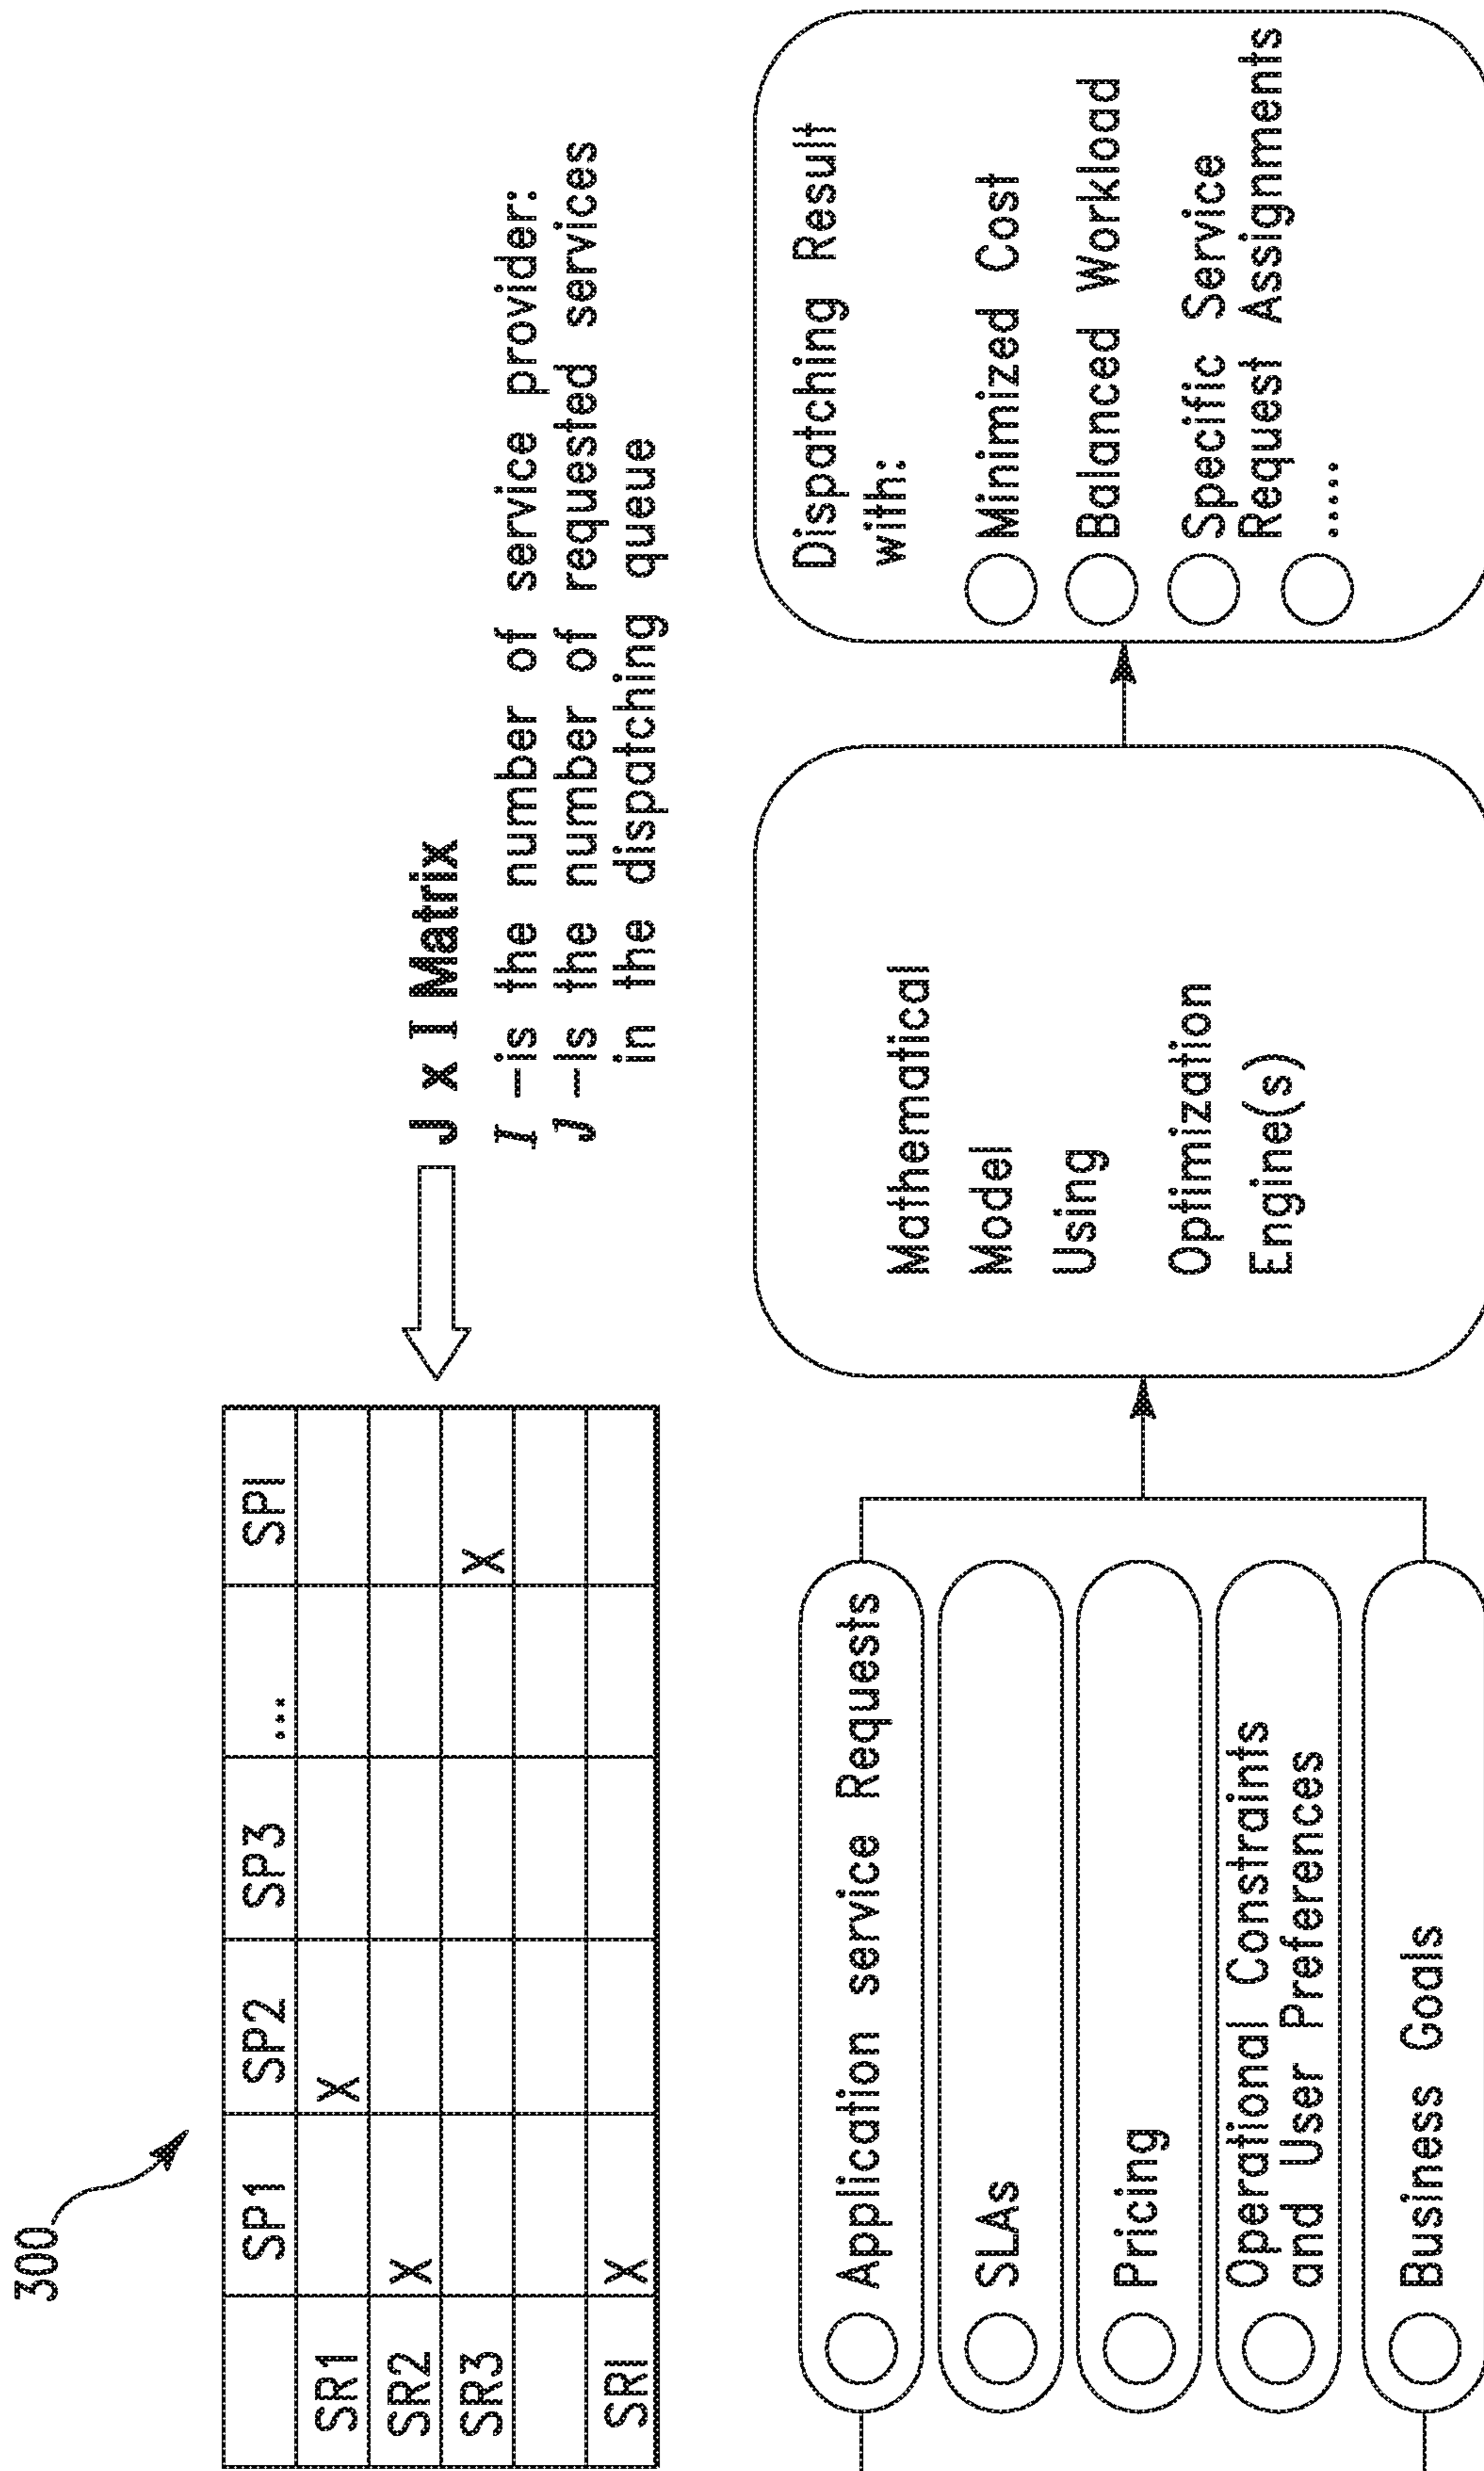 300
SP1 SP2 SP3 ... SPI
SR1 X
SR2 X
SR3 X
SRI X
J x I Matrix
I -is the number of service provider:
J -is the number of requested services
in the dispatching queue
Application service Requests
SLAs
Pricing
Operational Constraints
and User Preferences
Business Goals
Mathematical
Model
Using
Optimization
Engine(s)
Dispatching Result
with:
Minimized Cost
Balanced Workload
Specific Service
Request Assignments
.....